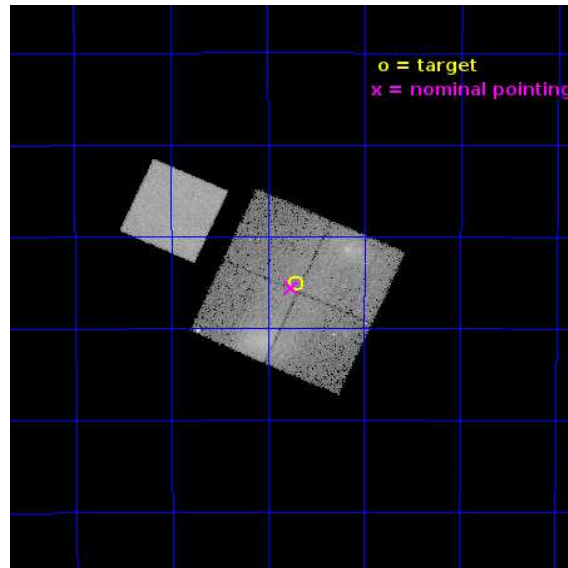 o = target
x = nominal pointing